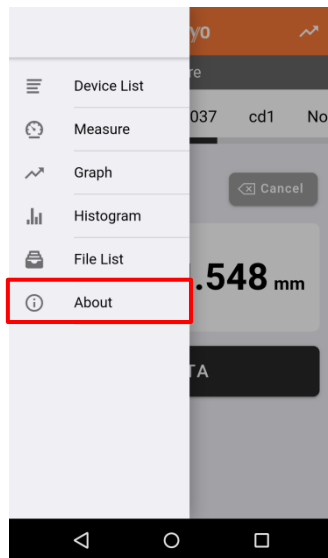 yo
re
Device List
037 cd1 No
Measure
Graph
Cancel
Histogram
File List
.548 mm
About
TA